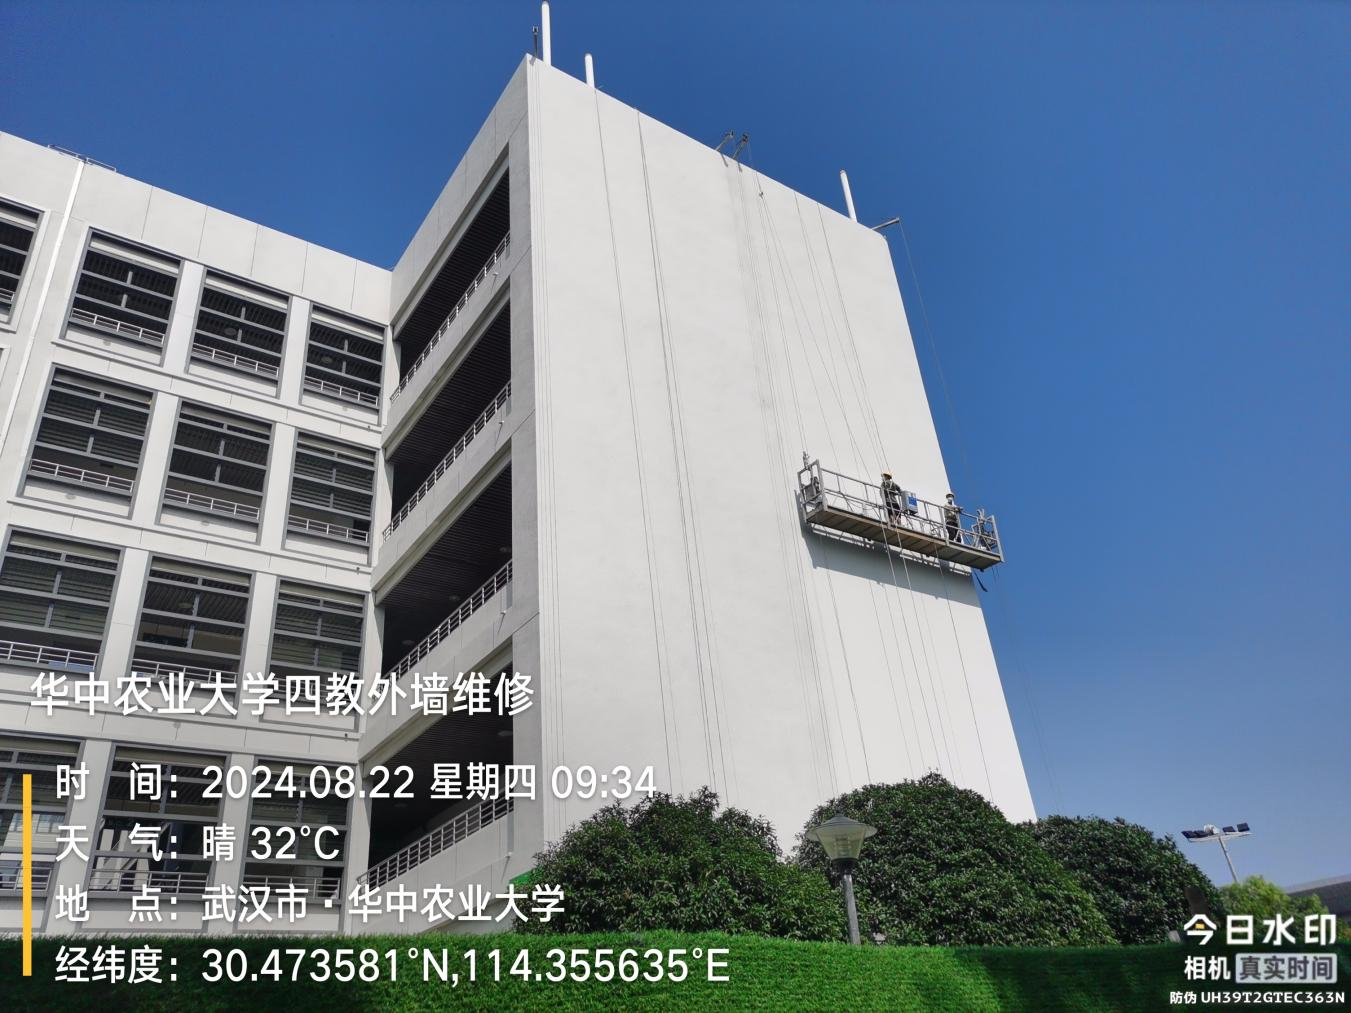 华中农业大学四教外墙维修
时 间：2024.08.22 星期四 09:34
天 气：晴 32°C
地 点：武汉市·华中农业大学
经纬度：30.473581°N,114.355635°E
今日水印
相机 真实时间
防伪 UH39T2GTEC363N